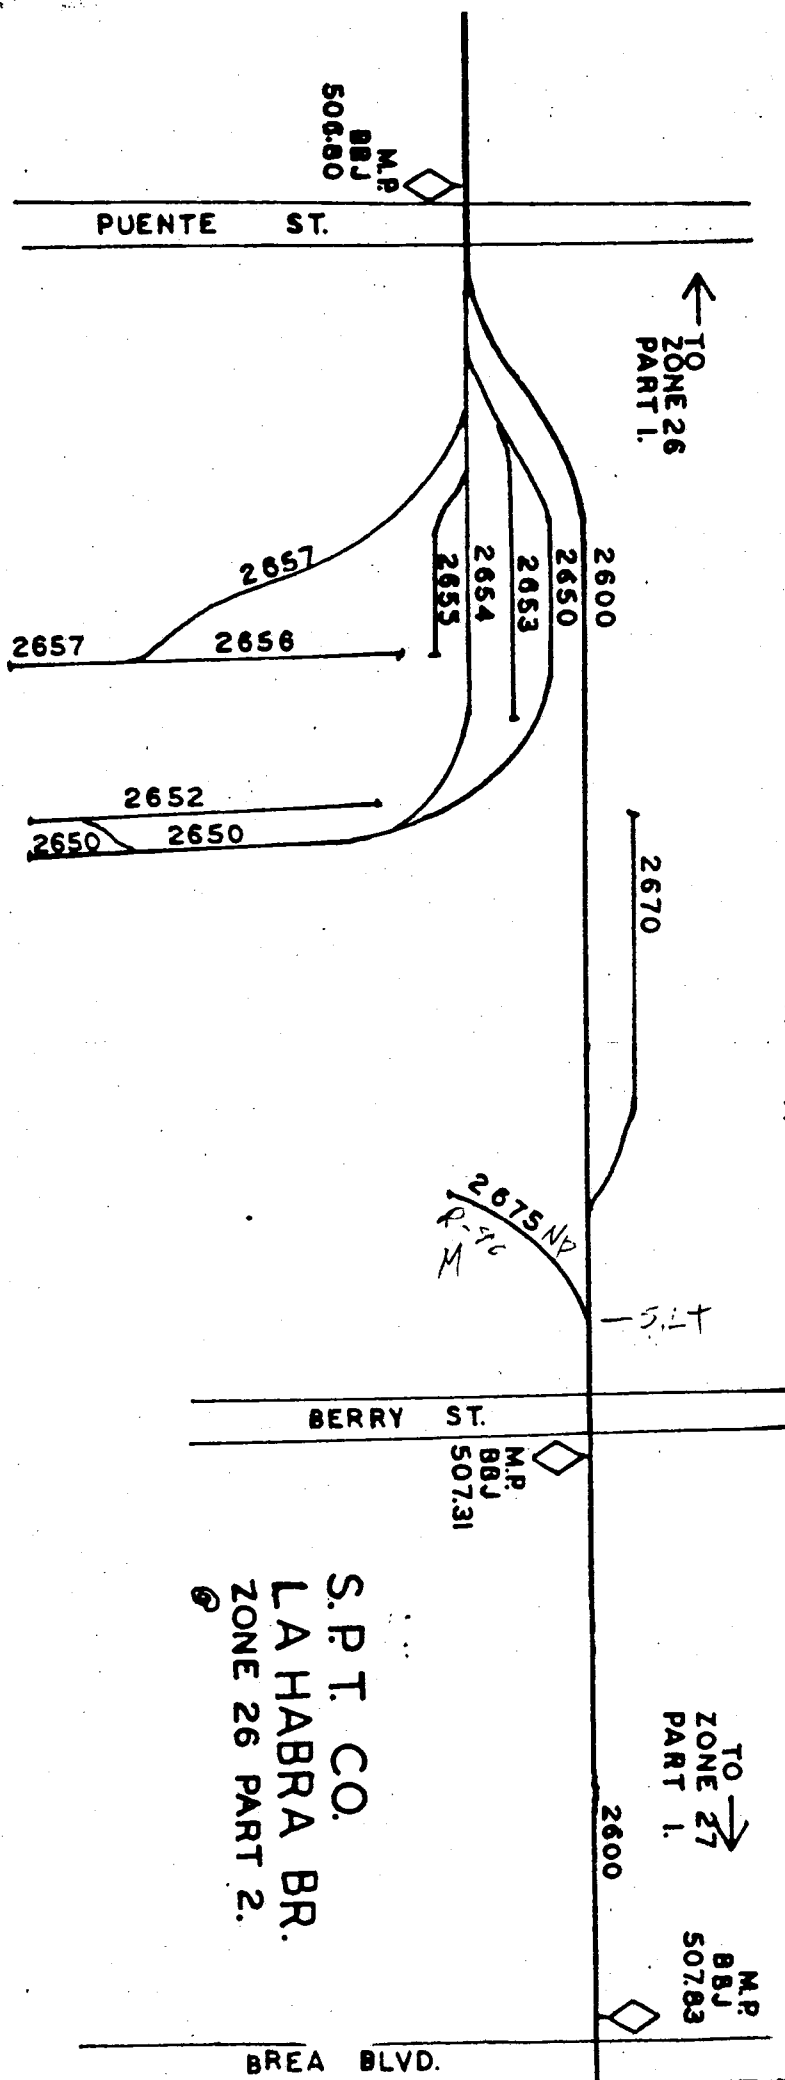 M.P.
BBJ
506.80
PUENTE ST.
TO
ZONE 26
PART 1.
2657
2657
2656
2655
2654
2653
2650
2600
2652
2650
2650
2670
2675 NP
M
BERRY ST.
M.P.
BBJ
507.31
S.P.T. CO.
LA HABRA BR.
ZONE 26 PART 2.
TO
ZONE 27
PART 1.
2600
M.P.
BBJ
507.83
BREA BLVD.